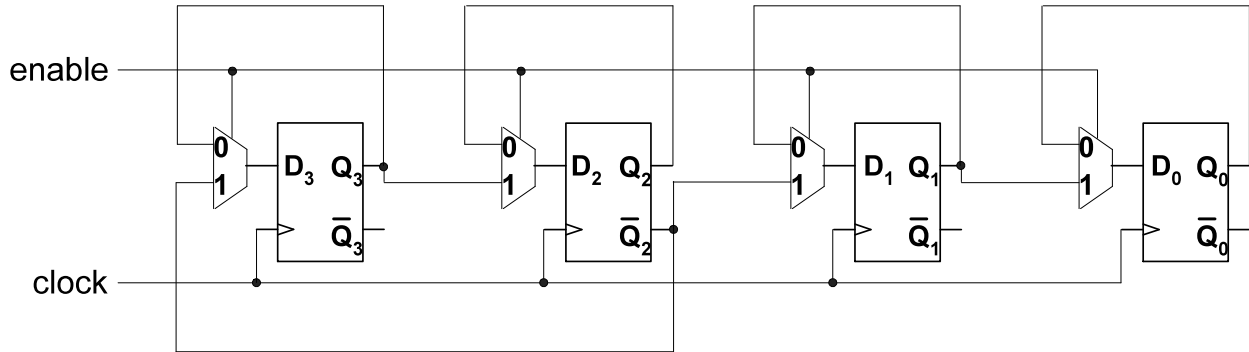 enable
0 0 0 0
D₃ Q₃ D₂ Q₂ D₁ Q₁ D₀ Q₀
1 1 1 1
Q̅₃ Q̅₂ Q̅₁ Q̅₀
clock